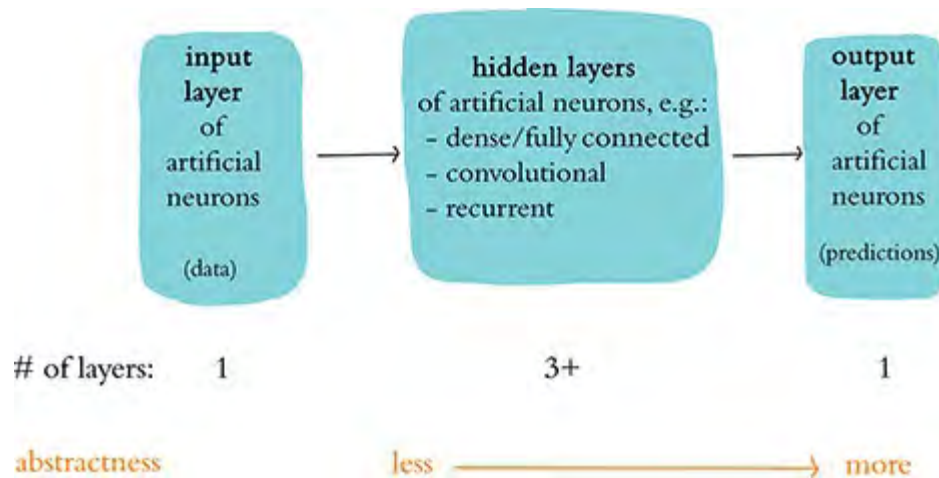 input
layer
of
artificial
neurons
(data)
hidden layers
of artificial neurons, e.g.:
- dense/fully connected
- convolutional
- recurrent
output
layer
of
artificial
neurons
(predictions)
# of layers: 1 3+ 1
abstractness less more